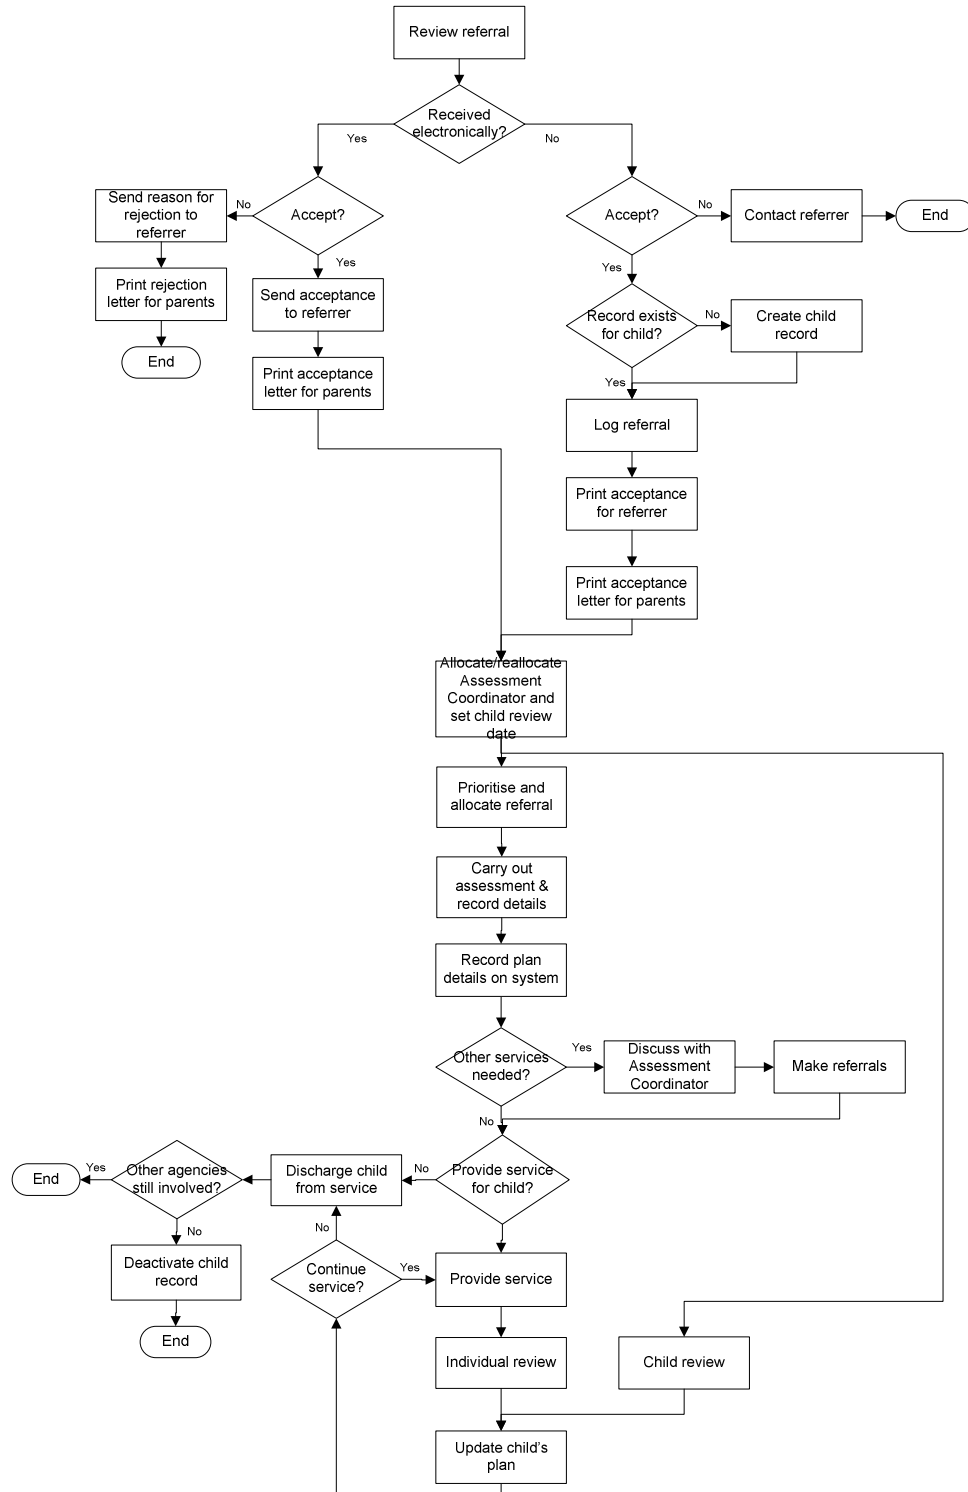 Review referral
Received
electronically?
Yes
No
Send reason for
rejection to
referrer
No
Accept?
Accept?
No
Contact referrer
End
Yes
Yes
Print rejection
letter for parents
Send acceptance
to referrer
Record exists
for child?
No
Create child
record
End
Print acceptance
letter for parents
Yes
Log referral
Print acceptance
for referrer
Print acceptance
letter for parents
Allocate/reallocate
Assessment
Coordinator and
set child review
date
Prioritise and
allocate referral
Carry out
assessment &
record details
Record plan
details on system
Other services
needed?
Yes
Discuss with
Assessment
Coordinator
Make referrals
No
End
Yes
Other agencies
still involved?
Discharge child
from service
No
Provide service
for child?
No
No
Deactivate child
record
Continue
service?
Yes
Provide service
End
Individual review
Child review
Update child's
plan